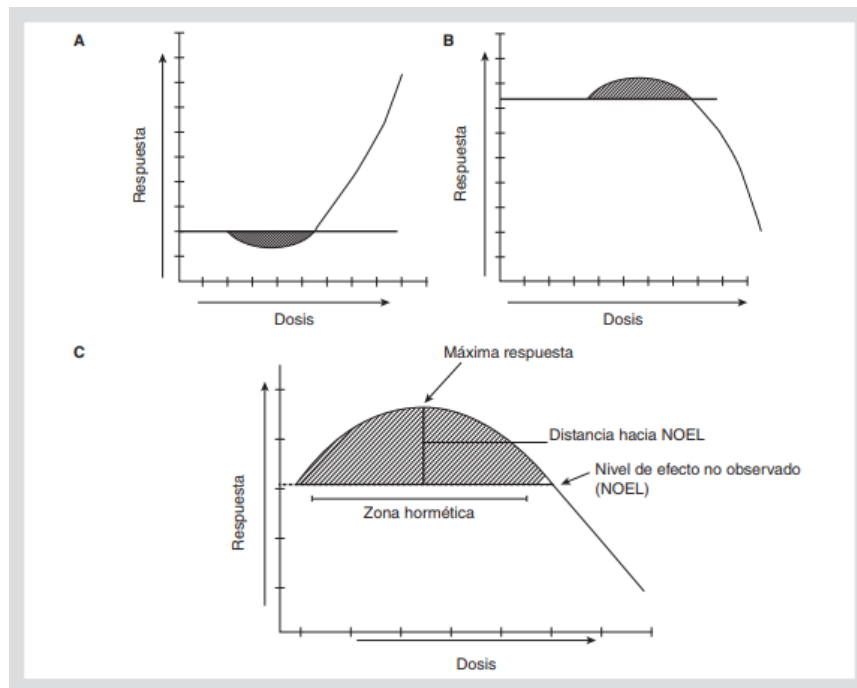 A
Respuesta
Dosis
B
Respuesta
Dosis
C
Máxima respuesta
Distancia hacia NOEL
Nivel de efecto no observado
(NOEL)
Zona hormética
Respuesta
Dosis